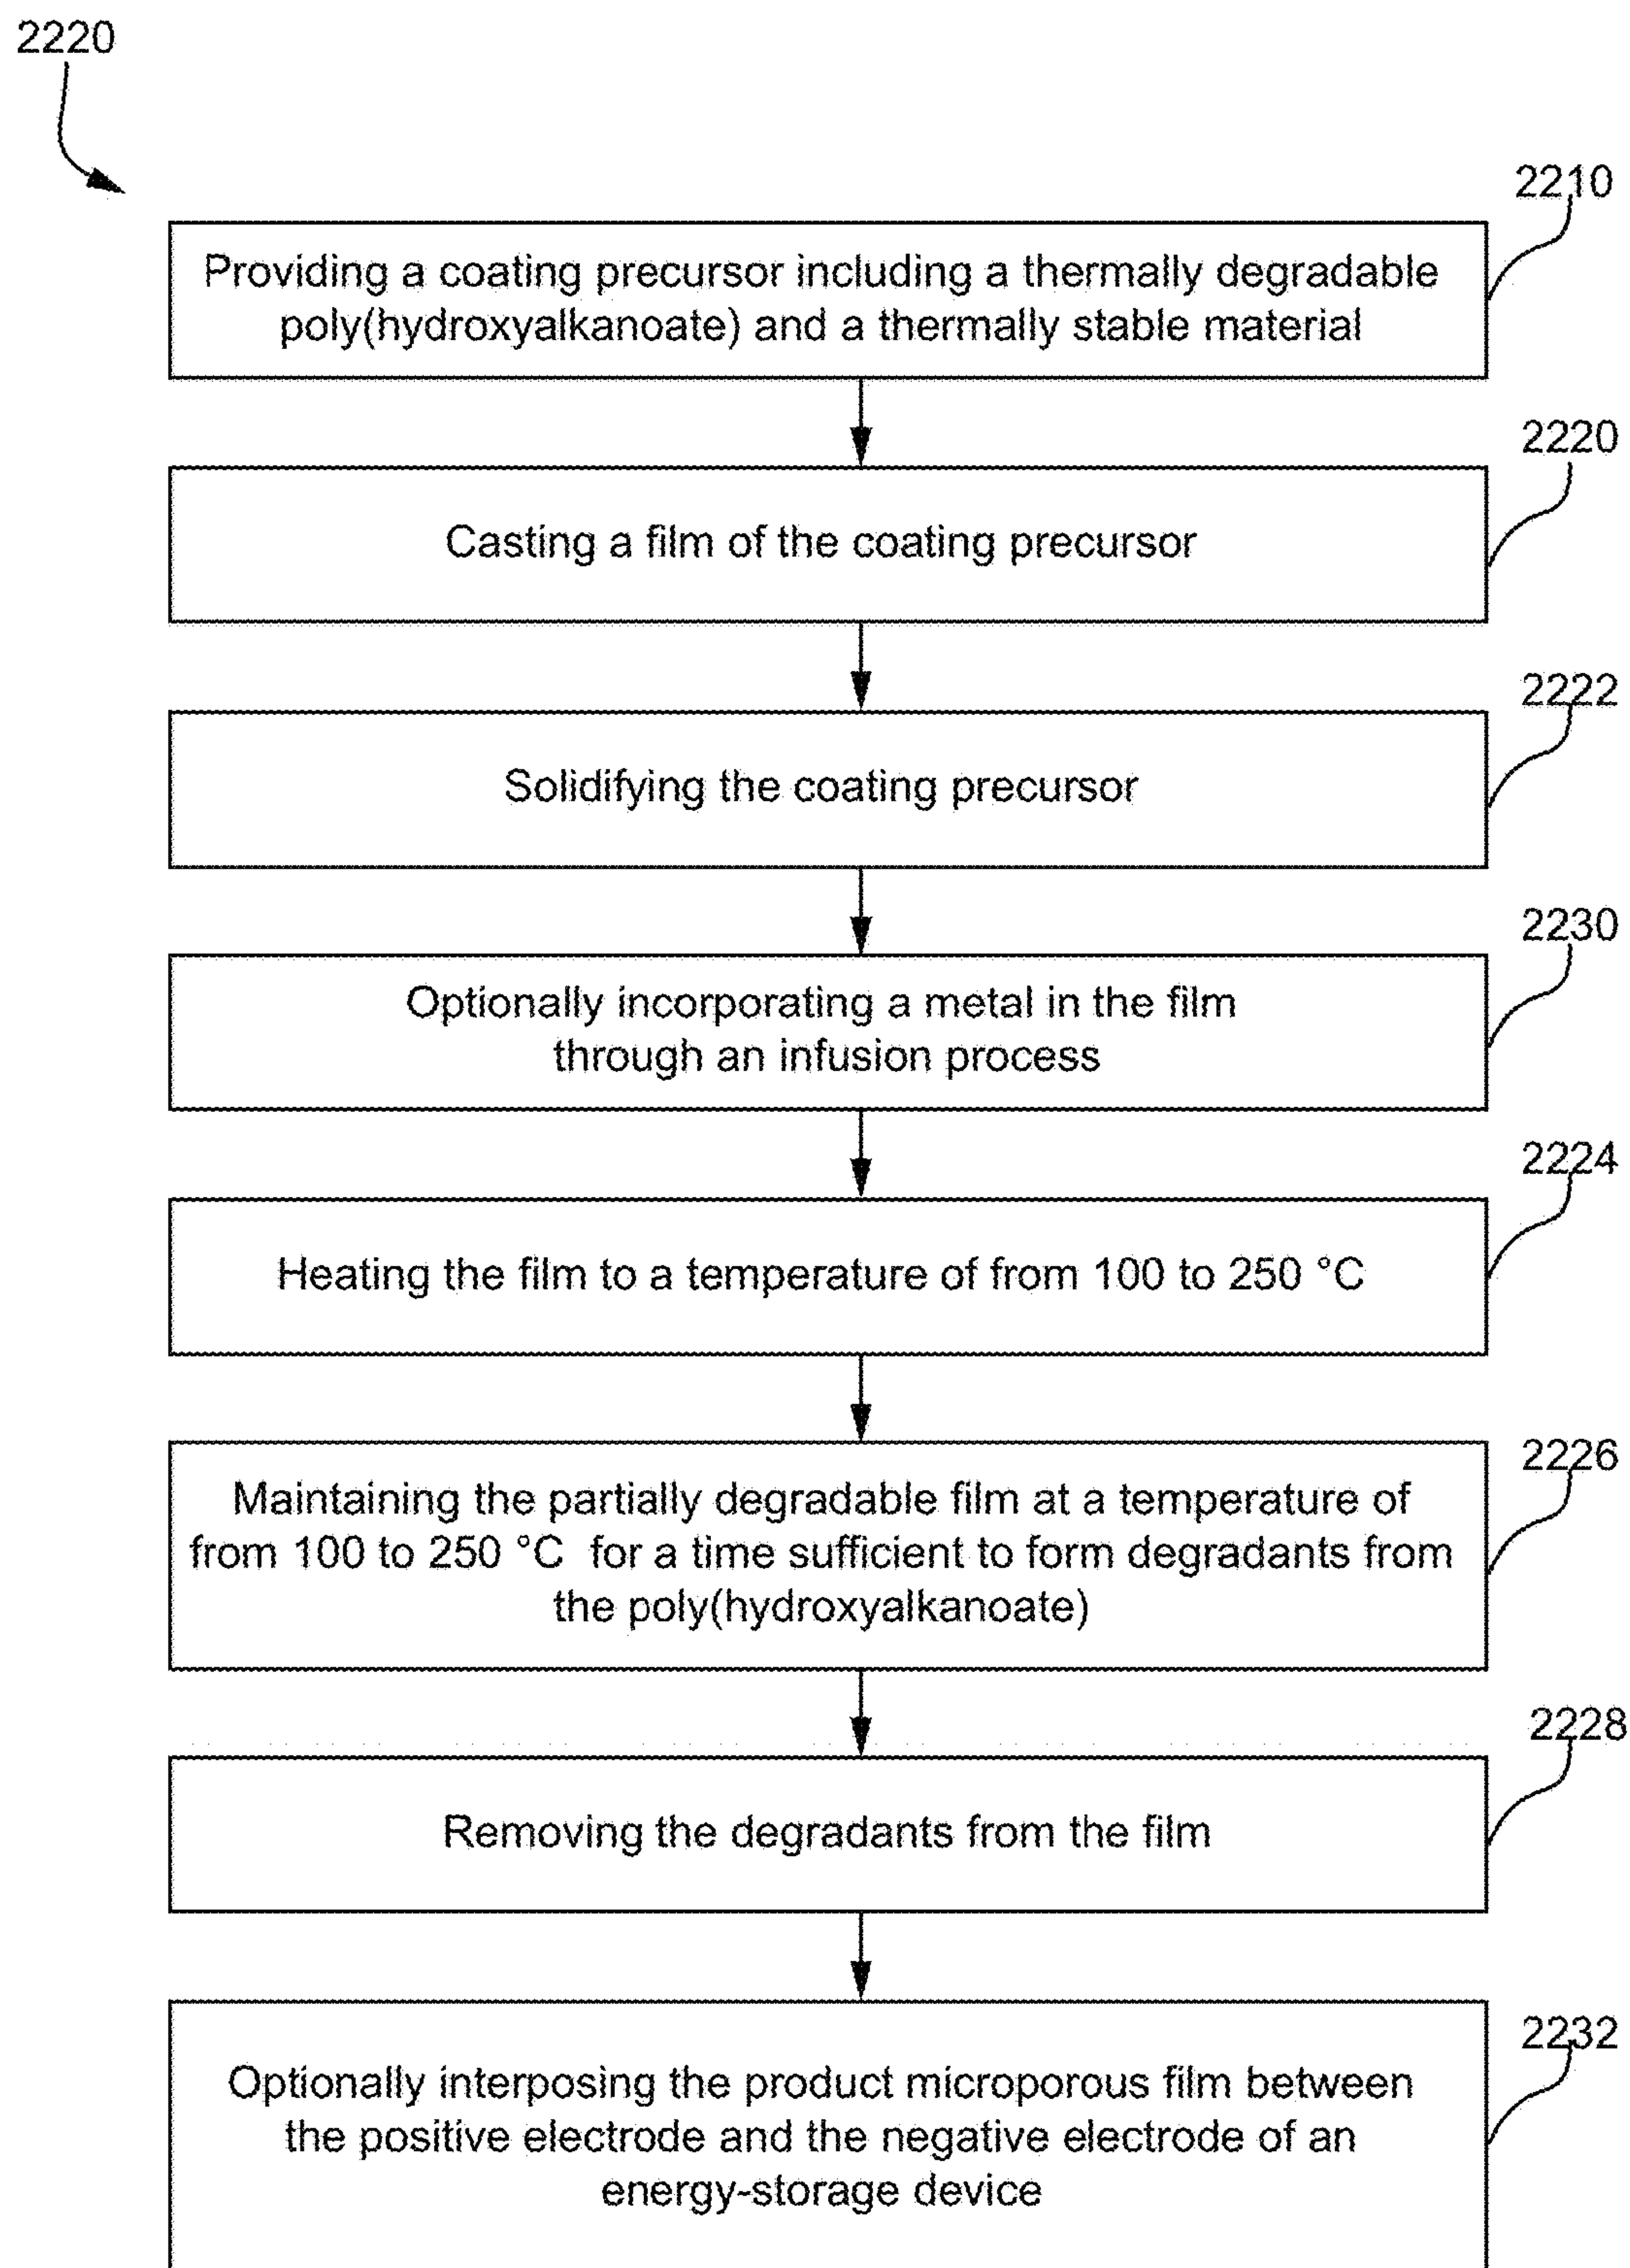 2220
2210
Providing a coating precursor including a thermally degradable
poly(hydroxyalkanoate) and a thermally stable material
2220
Casting a film of the coating precursor
2222
Solidifying the coating precursor
2230
Optionally incorporating a metal in the film
through an infusion process
2224
Heating the film to a temperature of from 100 to 250 °C
2226
Maintaining the partially degradable film at a temperature of
from 100 to 250 °C for a time sufficient to form degradants from
the poly(hydroxyalkanoate)
2228
Removing the degradants from the film
2232
Optionally interposing the product microporous film between
the positive electrode and the negative electrode of an
energy-storage device